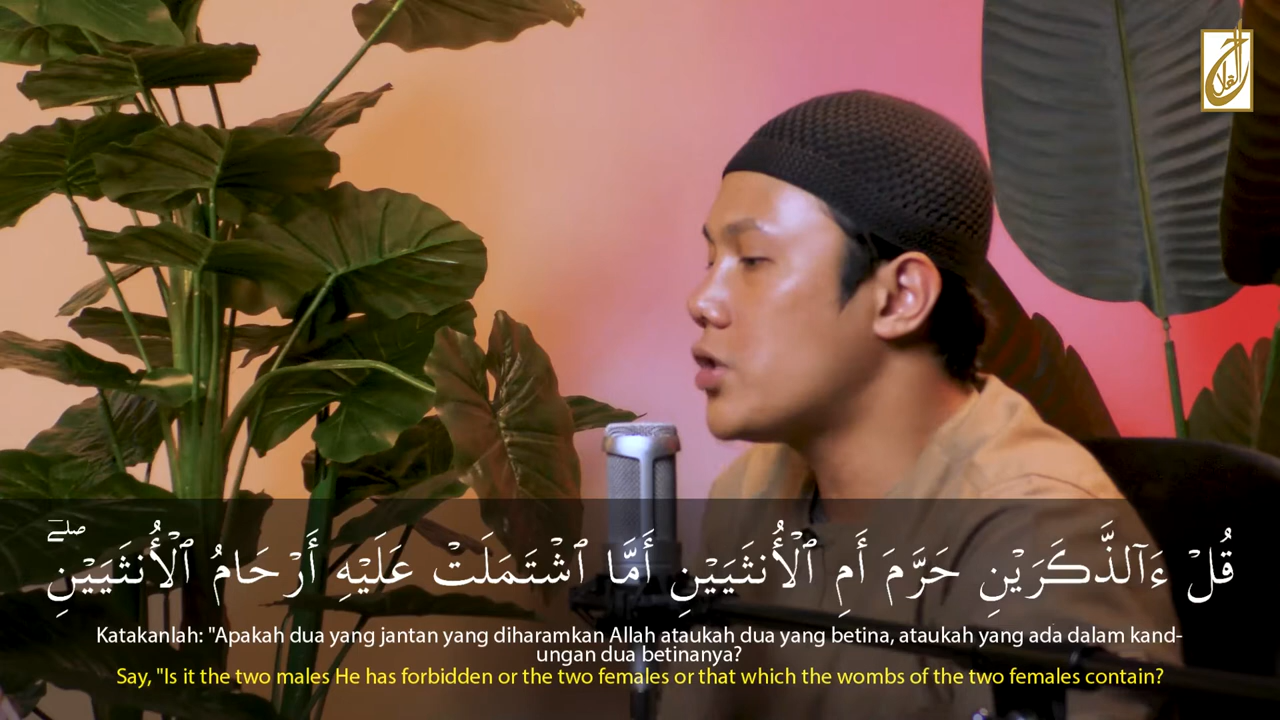 قُلْ ءَآلذَّكَرَيْنِ حَرَّمَ أَمِ ٱلْأُنثَيَيْنِ أَمَّا ٱشْتَمَلَتْ عَلَيْهِ أَرْحَامُ ٱلْأُنثَيَيْنِ ۖ
Katakanlah: "Apakah dua yang jantan yang diharamkan Allah ataukah dua yang betina, ataukah yang ada dalam kand-
ungan dua betinanya?
Say, "Is it the two males He has forbidden or the two females or that which the wombs of the two females contain?